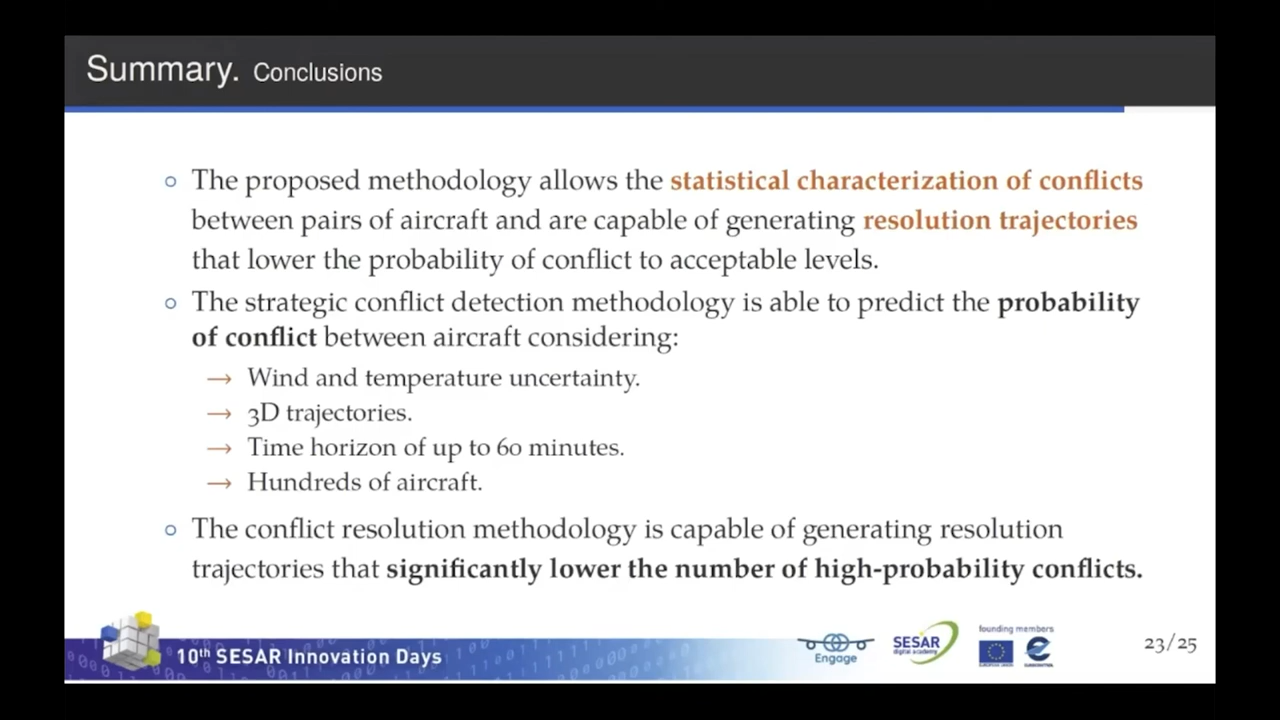 Summary. Conclusions
The proposed methodology allows the statistical characterization of conflicts
between pairs of aircraft and are capable of generating resolution trajectories
that lower the probability of conflict to acceptable levels.
The strategic conflict detection methodology is able to predict the probability
of conflict between aircraft considering:
→ Wind and temperature uncertainty.
→ 3D trajectories.
→ Time horizon of up to 60 minutes.
→ Hundreds of aircraft.
The conflict resolution methodology is capable of generating resolution
trajectories that significantly lower the number of high-probability conflicts.
10th SESAR Innovation Days
Engage
SESAR
digital academy
founding members
EUROPEAN UNION
EUROCONTROL
23/25